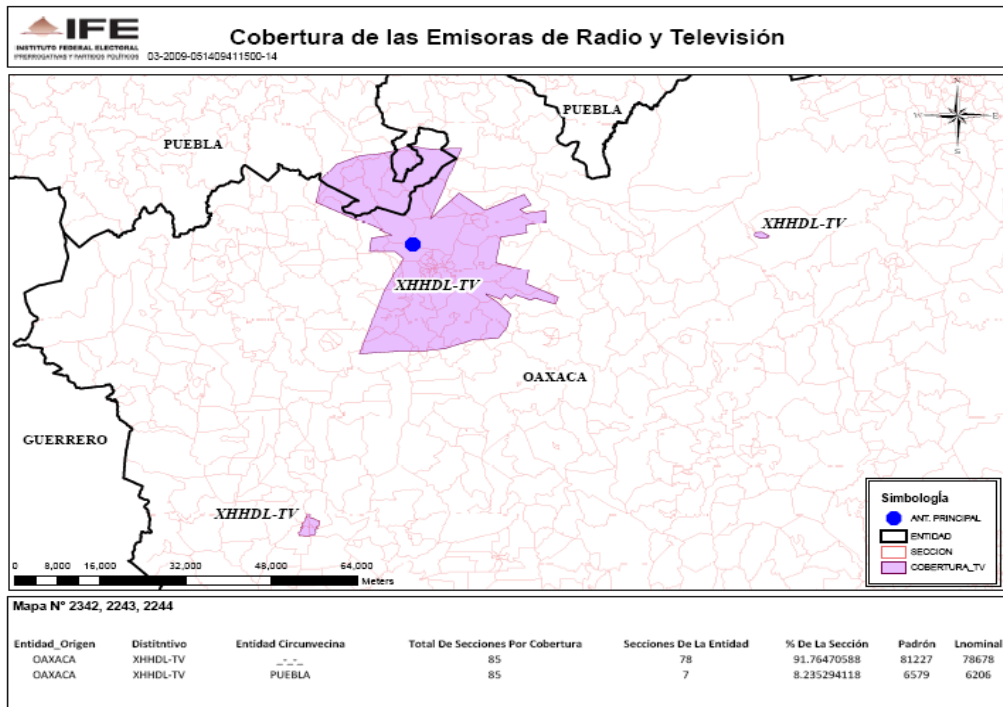 IFE
INSTITUTO FEDERAL ELECTORAL
PRERROGATIVAS Y PARTIDOS POLÍTICOS
03-2009-051409411500-14
Cobertura de las Emisoras de Radio y Televisión
N
W E
S
PUEBLA
PUEBLA
XHHDL-TV
XHHDL-TV
OAXACA
GUERRERO
XHHDL-TV
Simbología
ANT. PRINCIPAL
ENTIDAD
SECCION
COBERTURA_TV
0 8,000 16,000 32,000 48,000 64,000
Meters
Mapa N° 2342, 2243, 2244
Entidad_Origen Distitntivo Entidad Circunvecina Total De Secciones Por Cobertura Secciones De La Entidad % De La Sección Padrón Lnominal
OAXACA XHHDL-TV _-_-_ 85 78 91.76470588 81227 78678
OAXACA XHHDL-TV PUEBLA 85 7 8.235294118 6579 6206